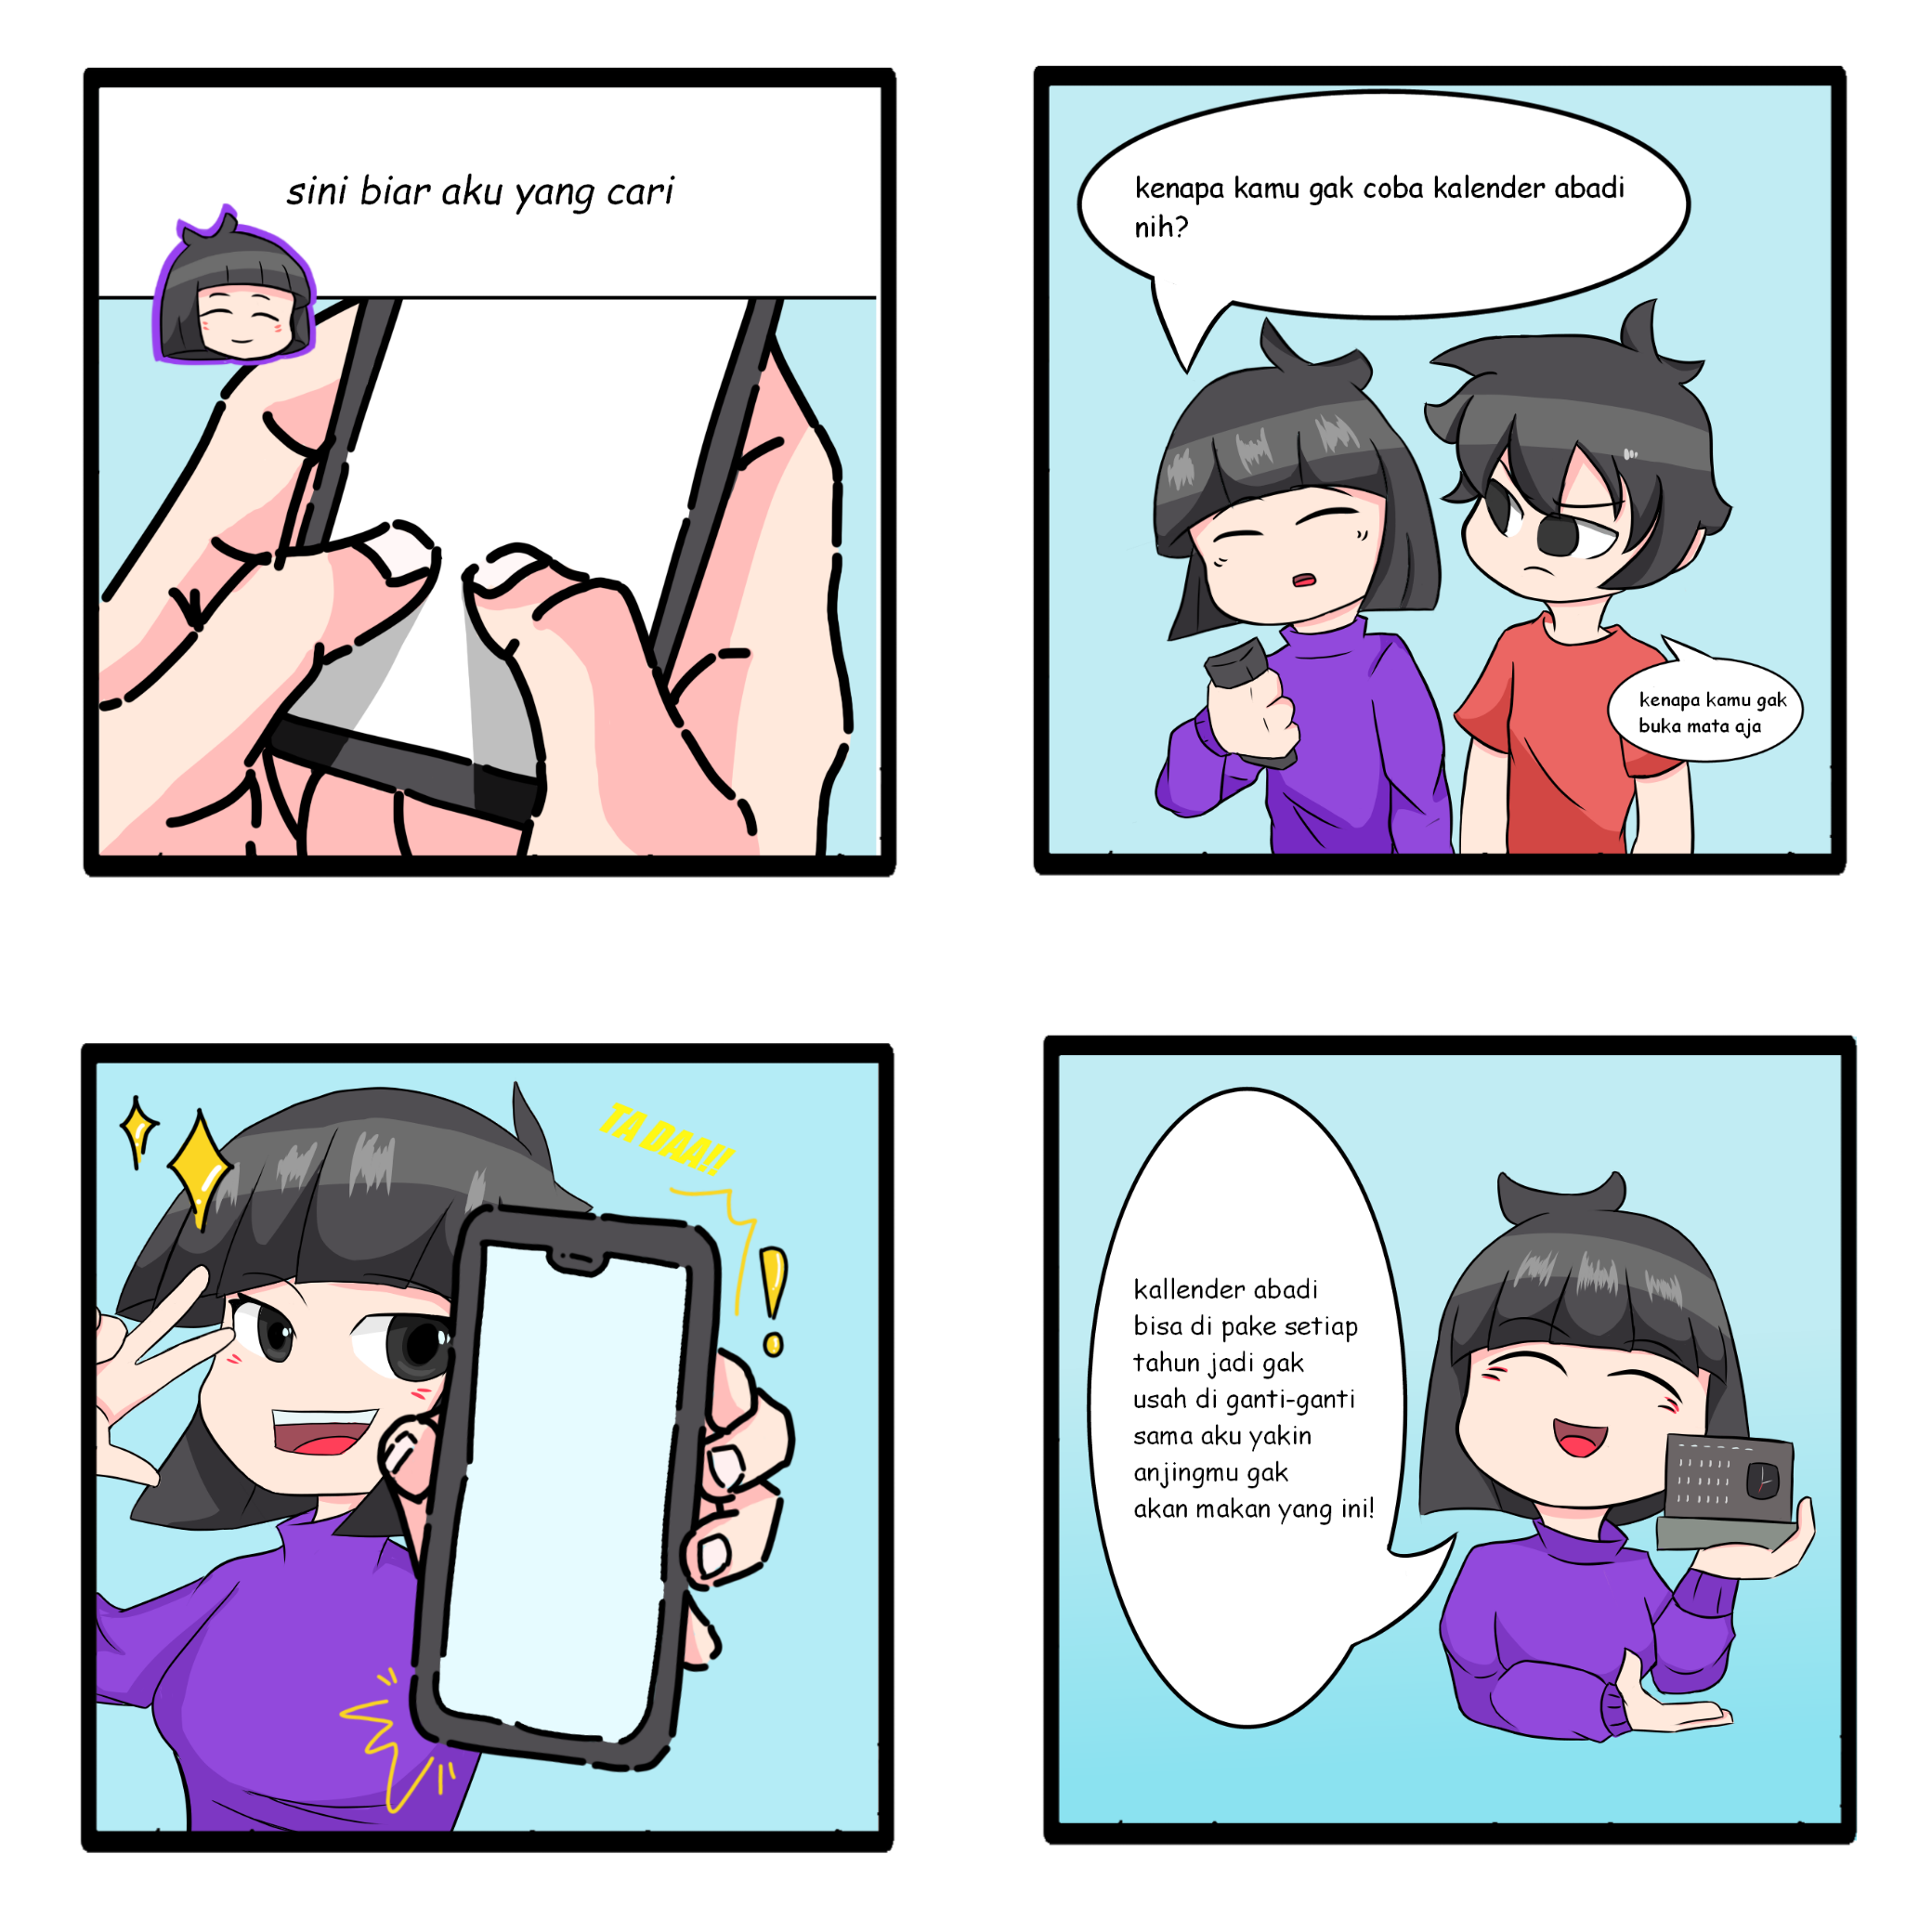 sini biar aku yang cari
kenapa kamu gak coba kalender abadi
nih?
kenapa kamu gak
buka mata aja
TA DAA!!
kallender abadi
bisa di pake setiap
tahun jadi gak
usah di ganti-ganti
sama aku yakin
anjingmu gak
akan makan yang ini!